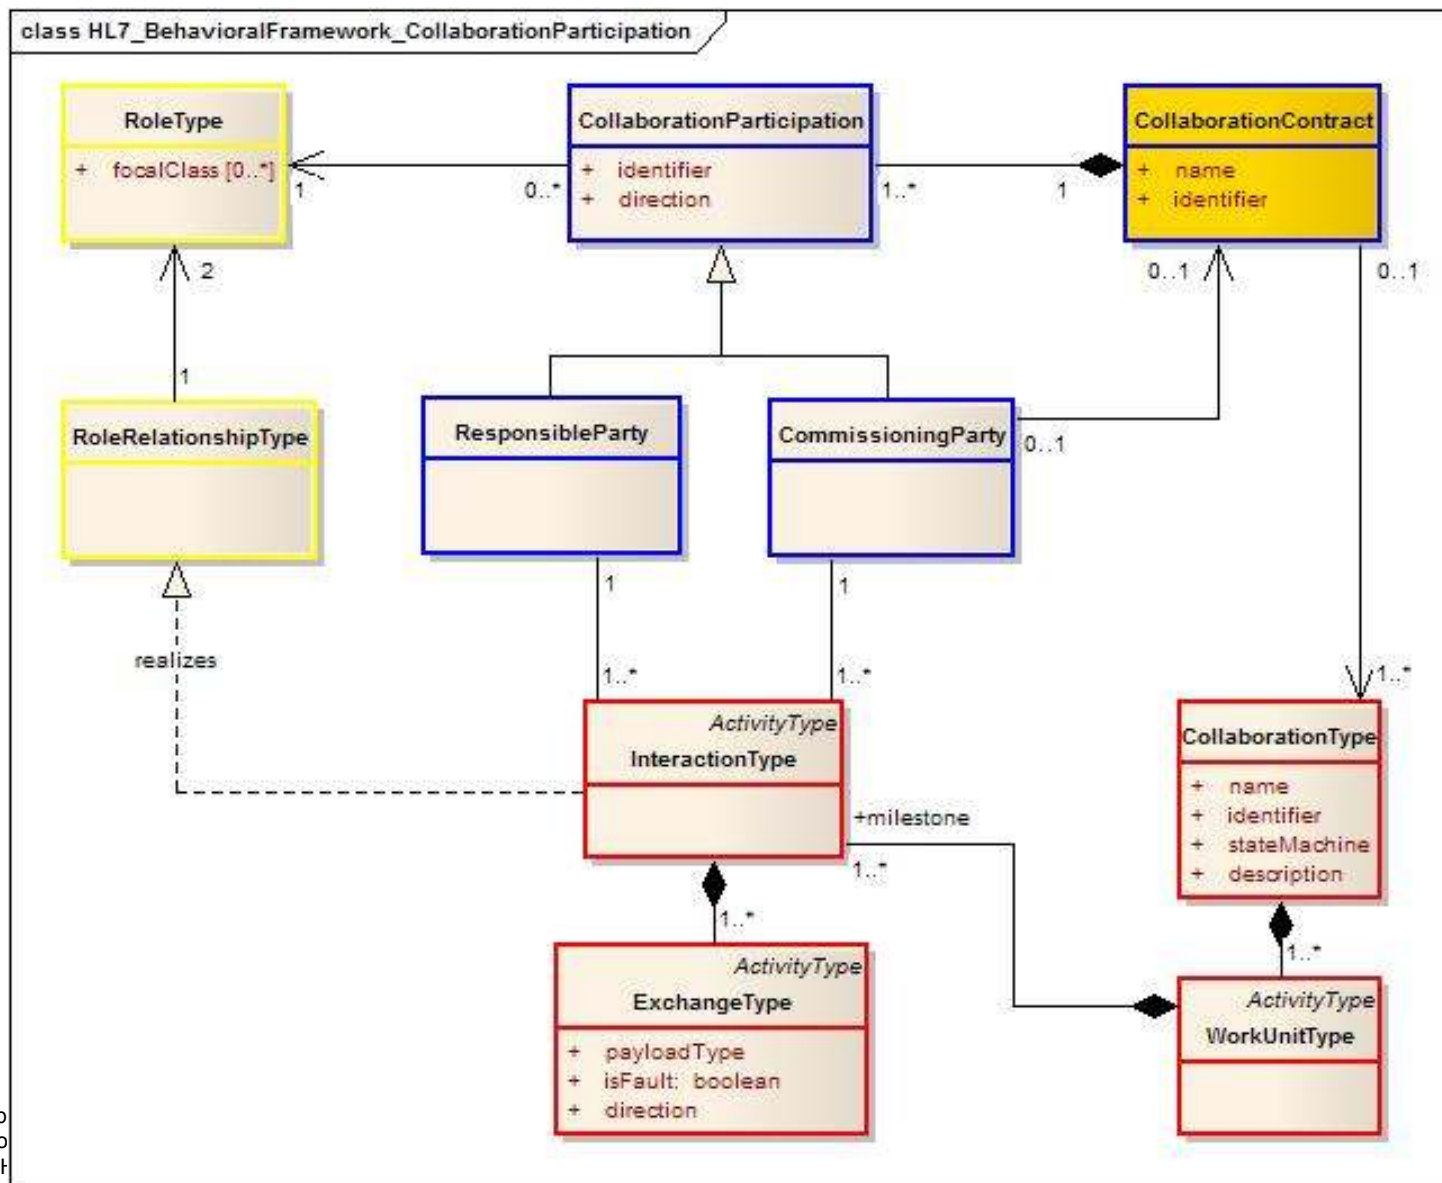 class HL7_BehavioralFramework_CollaborationParticipation
RoleType
+ focalClass [0..*]
CollaborationParticipation
+ identifier
+ direction
CollaborationContract
+ name
+ identifier
1
0..*
1..*
1
2
0..1
0..1
1
RoleRelationshipType
ResponsibleParty
CommissioningParty
0..1
1
1
realizes
1..*
1..*
1..*
ActivityType
InteractionType
CollaborationType
+ name
+ identifier
+ stateMachine
+ description
+milestone
1..*
1..*
1..*
ActivityType
ExchangeType
+ payloadType
+ isFault: boolean
+ direction
ActivityType
WorkUnitType